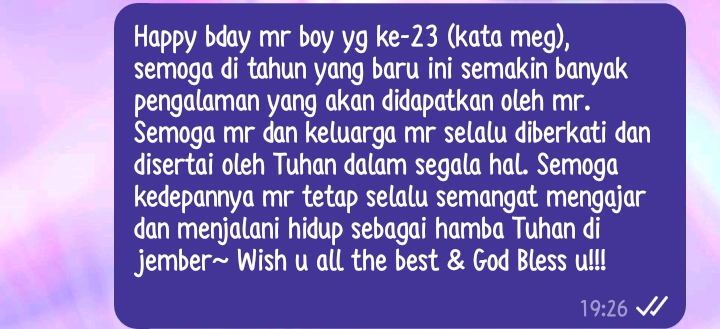 Happy bday mr boy yg ke-23 (kata meg),
semoga di tahun yang baru ini semakin banyak
pengalaman yang akan didapatkan oleh mr.
Semoga mr dan keluarga mr selalu diberkati dan
disertai oleh Tuhan dalam segala hal. Semoga
kedepannya mr tetap selalu semangat mengajar
dan menjalani hidup sebagai hamba Tuhan di
jember~ Wish u all the best & God Bless u!!!
19:26